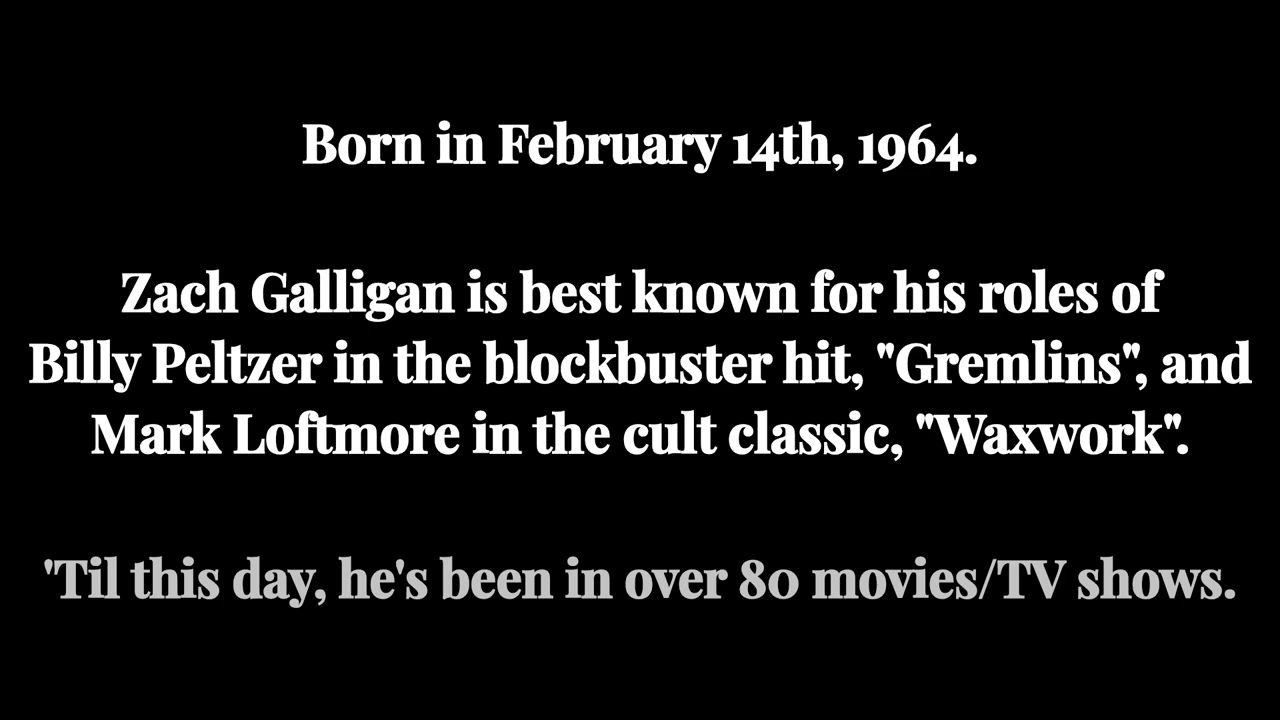 Born in February 14th, 1964.
Zach Galligan is best known for his roles of
Billy Peltzer in the blockbuster hit, "Gremlins", and
Mark Loftmore in the cult classic, "Waxwork".
'Til this day, he's been in over 80 movies/TV shows.